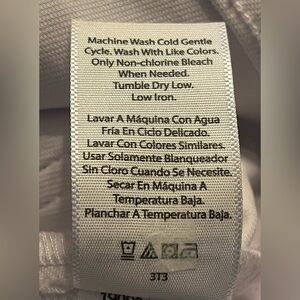 Machine Wash Cold Gentle
Cycle. Wash With Like Colors.
Only Non-chlorine Bleach
When Needed.
Tumble Dry Low.
Low Iron.
Lavar A Máquina Con Agua
Fría En Ciclo Delicado.
Lavar Con Colores Similares.
Usar Solamente Blanqueador
Sin Cloro Cuando Se Necesite.
Secar En Máquina A
Temperatura Baja.
Planchar A Temperatura Baja.
3T3